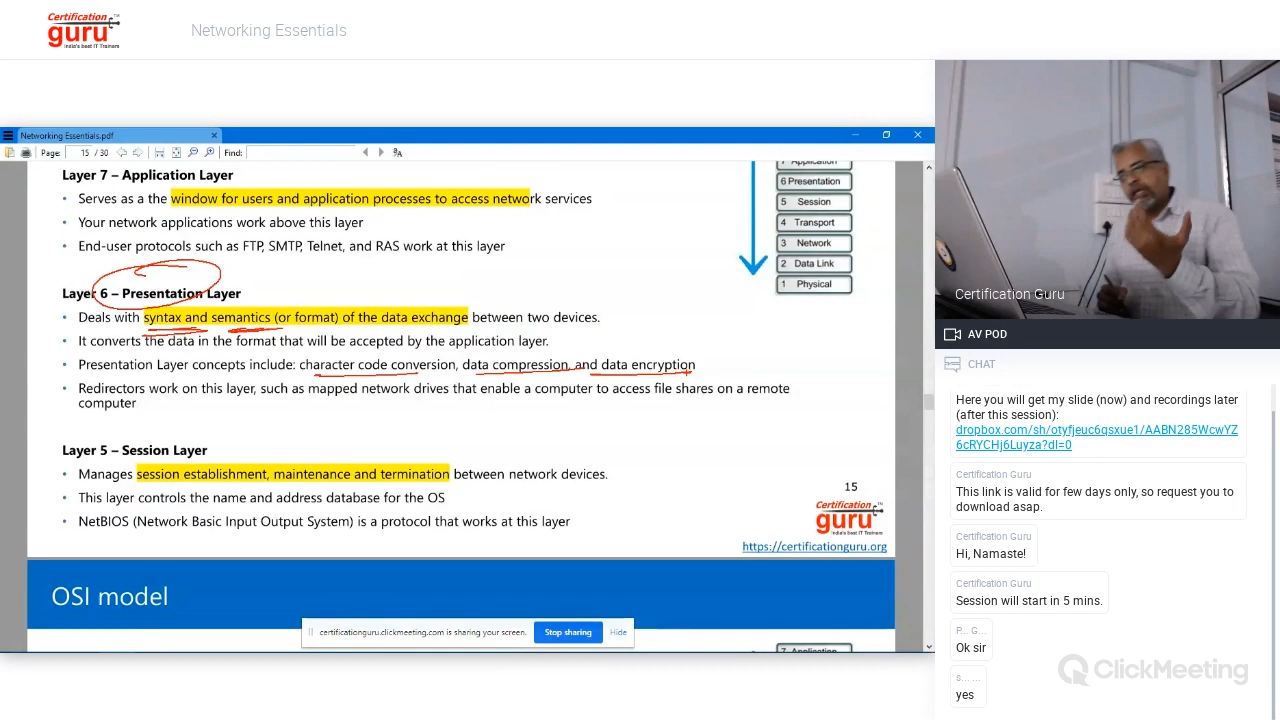 Certification
guru
India's best IT Trainers
Networking Essentials
Networking Essentials.pdf
Page: 15 / 30 Find:
Layer 7 – Application Layer
• Serves as a the window for users and application processes to access network services
• Your network applications work above this layer
• End-user protocols such as FTP, SMTP, Telnet, and RAS work at this layer
Layer 6 – Presentation Layer
• Deals with syntax and semantics (or format) of the data exchange between two devices.
• It converts the data in the format that will be accepted by the application layer.
• Presentation Layer concepts include: character code conversion, data compression, and data encryption
• Redirectors work on this layer, such as mapped network drives that enable a computer to access file shares on a remote
computer
Layer 5 – Session Layer
• Manages session establishment, maintenance and termination between network devices.
• This layer controls the name and address database for the OS
• NetBIOS (Network Basic Input Output System) is a protocol that works at this layer
7 Application
6 Presentation
5 Session
4 Transport
3 Network
2 Data Link
1 Physical
15
Certification
guru
India's best IT Trainers
https://certificationguru.org
OSI model
certificationguru.clickmeeting.com is sharing your screen. Stop sharing Hide
7 Application
Certification Guru
AV POD
CHAT
Here you will get my slide (now) and recordings later
(after this session):
dropbox.com/sh/otyfjeuc6qsxue1/AABN285WcwYZ
6cRYCHj6Luyza?dl=0
Certification Guru
This link is valid for few days only, so request you to
download asap.
Certification Guru
Hi, Namaste!
Certification Guru
Session will start in 5 mins.
P... G...
Ok sir
s... ...
yes
ClickMeeting